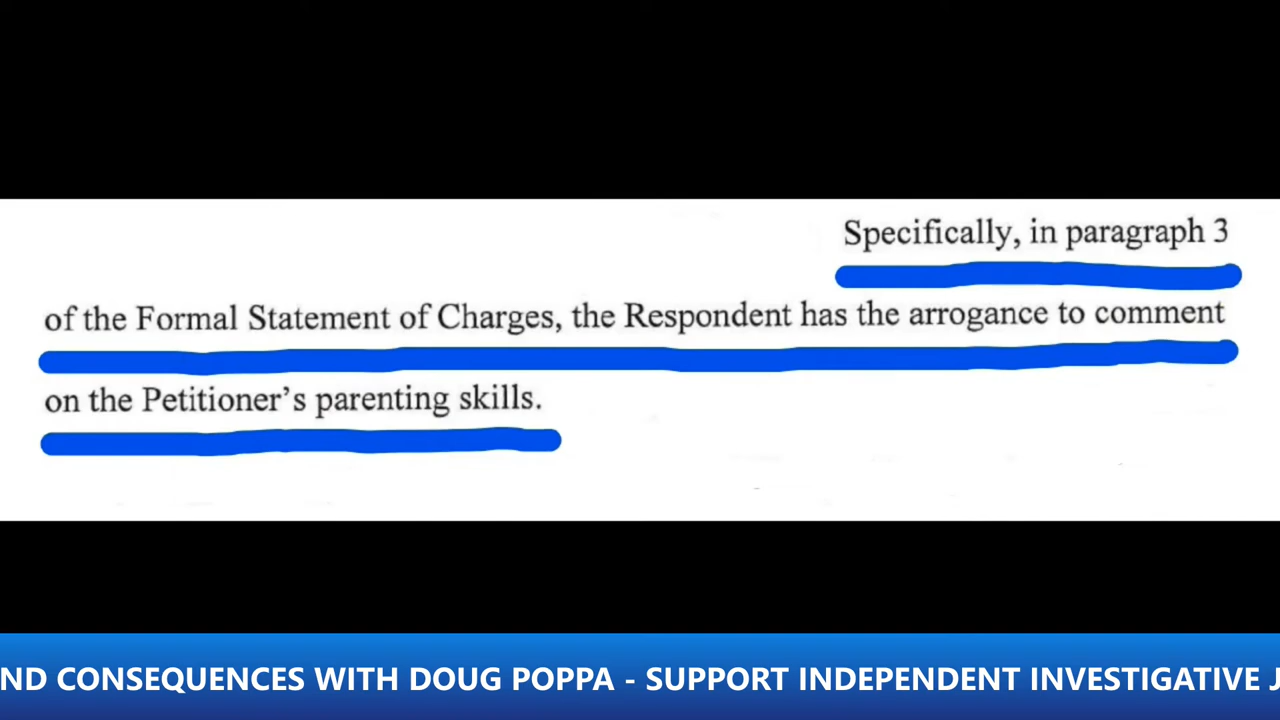 Specifically, in paragraph 3
of the Formal Statement of Charges, the Respondent has the arrogance to comment
on the Petitioner's parenting skills.
ND CONSEQUENCES WITH DOUG POPPA - SUPPORT INDEPENDENT INVESTIGATIVE J